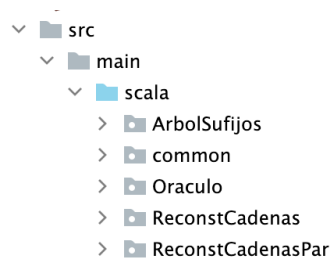 src
main
scala
ArbolSufijos
common
Oraculo
ReconstCadenas
ReconstCadenasPar